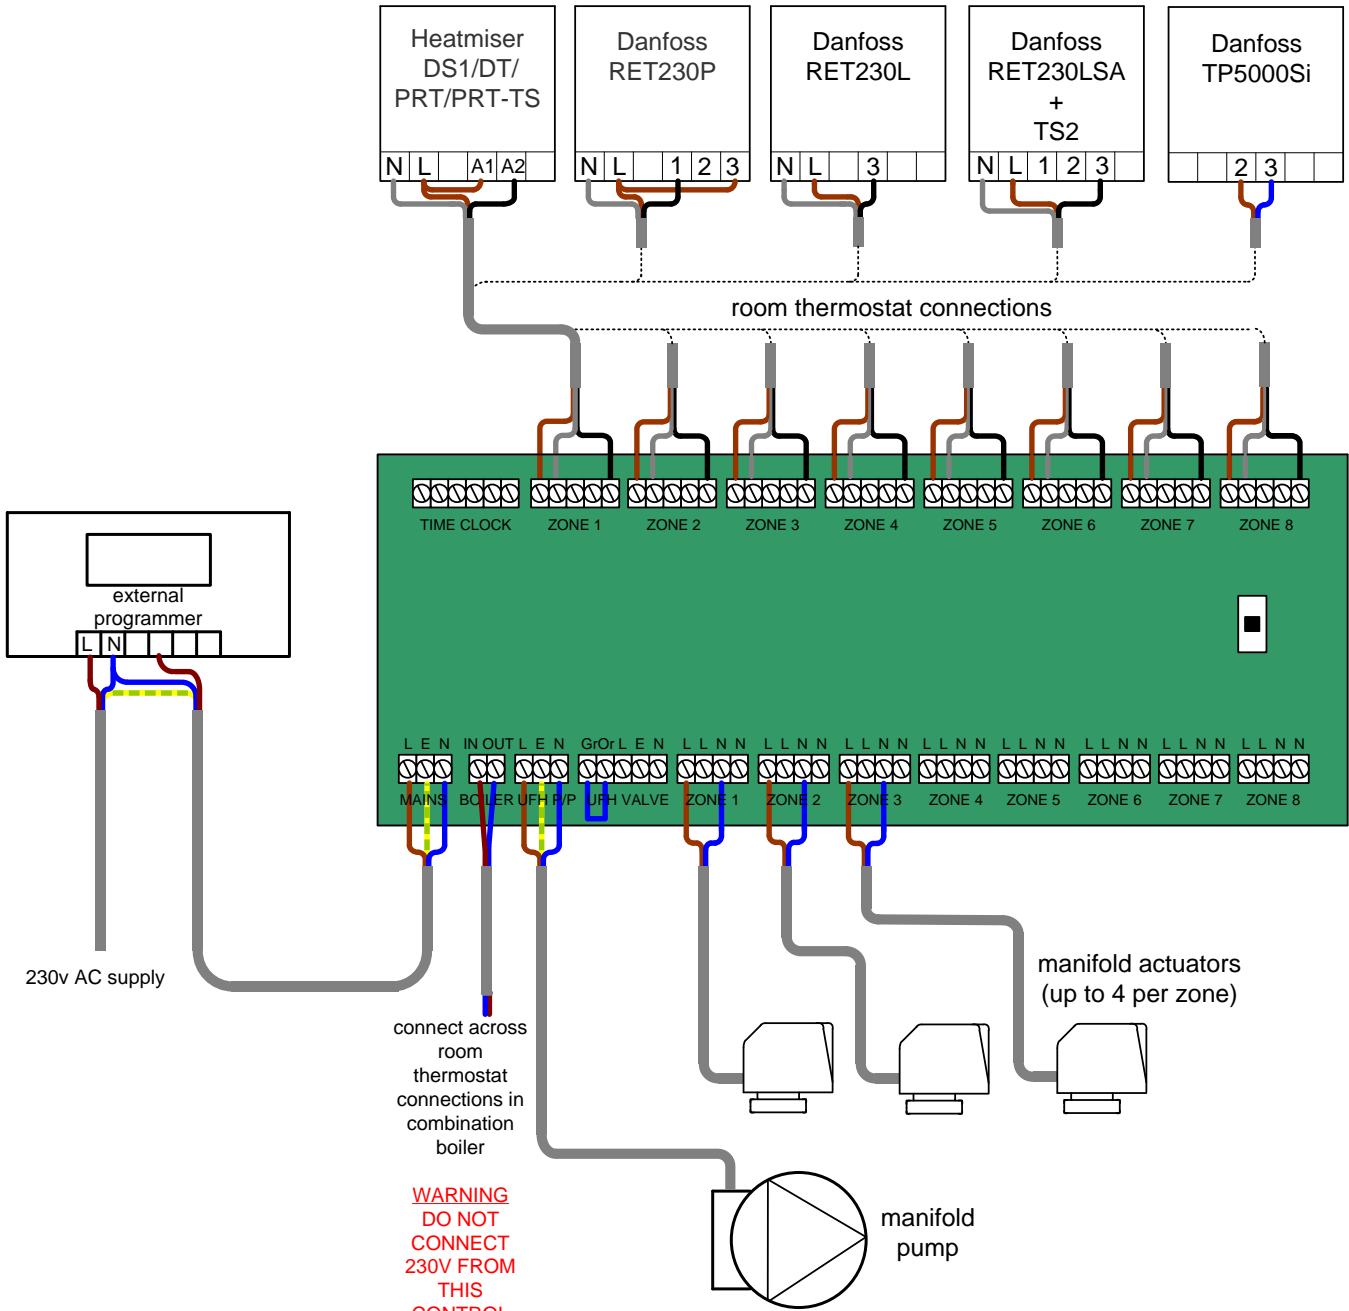 Heatmiser
DS1/DT/
PRT/PRT-TS
N L A1 A2
Danfoss
RET230P
N L 1 2 3
Danfoss
RET230L
N L 3
Danfoss
RET230LSA
+
TS2
N L 1 2 3
Danfoss
TP5000Si
2 3
room thermostat connections
TIME CLOCK ZONE 1 ZONE 2 ZONE 3 ZONE 4 ZONE 5 ZONE 6 ZONE 7 ZONE 8
external
programmer
L N
L E N IN OUT L E N GrOr L E N L L N N L L N N L L N N L L N N L L N N L L N N L L N N L L N N
MAINS BOILER UFH P/P UFH VALVE ZONE 1 ZONE 2 ZONE 3 ZONE 4 ZONE 5 ZONE 6 ZONE 7 ZONE 8
230v AC supply
manifold actuators
(up to 4 per zone)
connect across
room
thermostat
connections in
combination
boiler
WARNING
DO NOT
CONNECT
230V FROM
THIS
CONTROL
manifold
pump